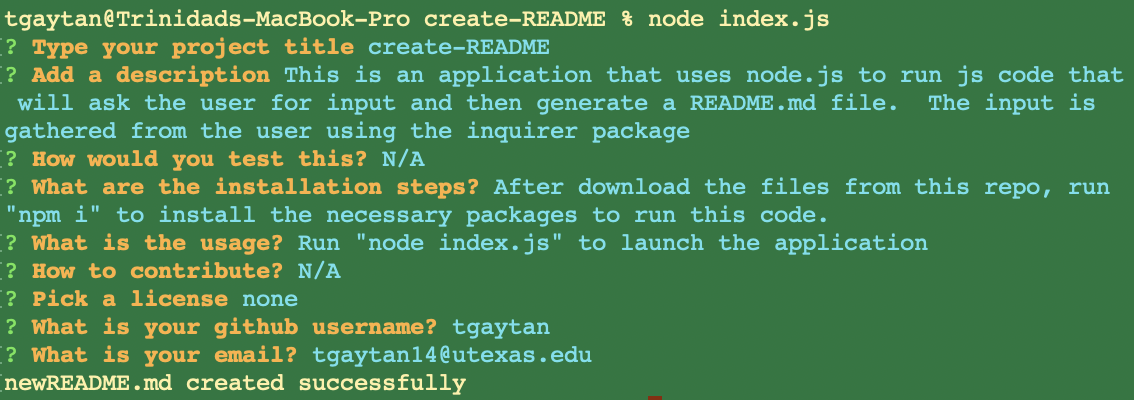 tgaytan@Trinidads-MacBook-Pro create-README % node index.js
[? Type your project title create-README
[? Add a description This is an application that uses node.js to run js code that
will ask the user for input and then generate a README.md file.  The input is
gathered from the user using the inquirer package
[? How would you test this? N/A
[? What are the installation steps? After download the files from this repo, run
"npm i" to install the necessary packages to run this code.
[? What is the usage? Run "node index.js" to launch the application
[? How to contribute? N/A
[? Pick a license none
? What is your github username? tgaytan
[? What is your email? tgaytan14@utexas.edu
[newREADME.md created successfully